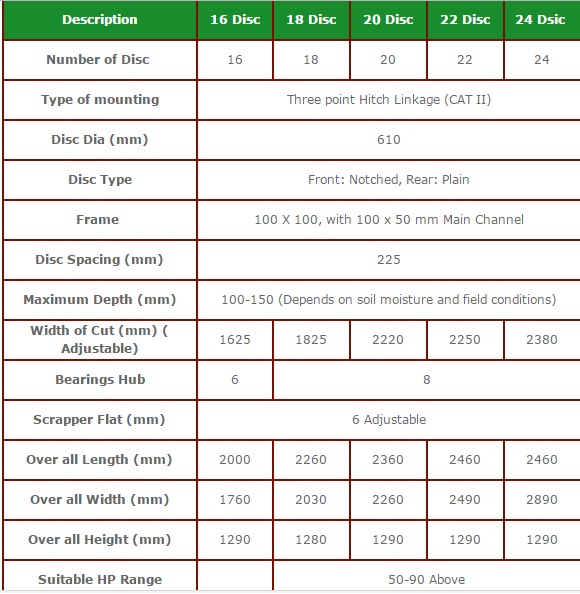 Description 16 Disc 18 Disc 20 Disc 22 Disc 24 Dsic
Number of Disc 16 18 20 22 24
Type of mounting Three point Hitch Linkage (CAT II)
Disc Dia (mm) 610
Disc Type Front: Notched, Rear: Plain
Frame 100 X 100, with 100 x 50 mm Main Channel
Disc Spacing (mm) 225
Maximum Depth (mm) 100-150 (Depends on soil moisture and field conditions)
Width of Cut (mm) (
Adjustable) 1625 1825 2220 2250 2380
Bearings Hub 6 8
Scrapper Flat (mm) 6 Adjustable
Over all Length (mm) 2000 2260 2360 2460 2460
Over all Width (mm) 1760 2030 2260 2490 2890
Over all Height (mm) 1290 1280 1290 1290 1290
Suitable HP Range 50-90 Above